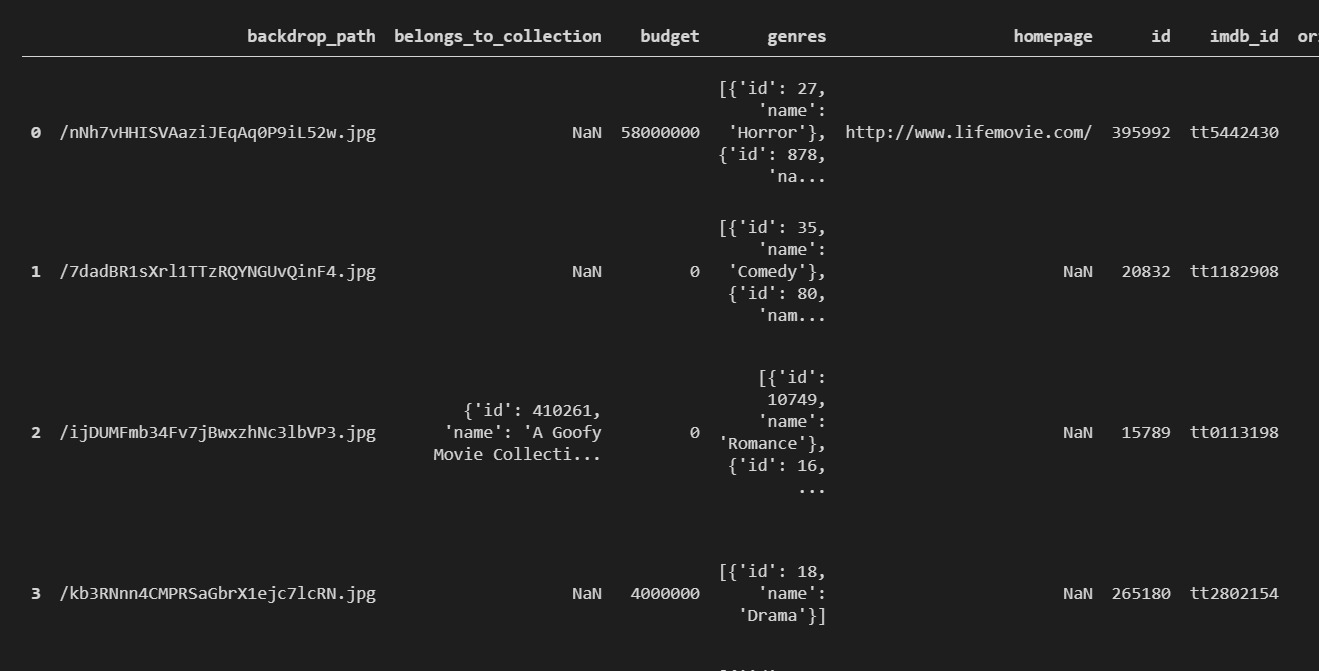 backdrop_path belongs_to_collection budget genres homepage id imdb_id ori
[{'id': 27,
'name':
0 /nNh7vHHISVAaziJEqAq0P9iL52w.jpg NaN 58000000 'Horror'}, http://www.lifemovie.com/ 395992 tt5442430
{'id': 878,
'na...
[{'id': 35,
'name':
1 /7dadBR1sXrl1TTzRQYNGUvQinF4.jpg NaN 0 'Comedy'}, NaN 20832 tt1182908
{'id': 80,
'nam...
[{'id':
10749,
{'id': 410261, 'name':
2 /ijDUMFmb34Fv7jBwxzhNc3lbVP3.jpg 'name': 'A Goofy 0 'Romance'}, NaN 15789 tt0113198
Movie Collecti... {'id': 16,
...
[{'id': 18,
3 /kb3RNnn4CMPRSaGbrX1ejc7lcRN.jpg NaN 4000000 'name': NaN 265180 tt2802154
'Drama'}]